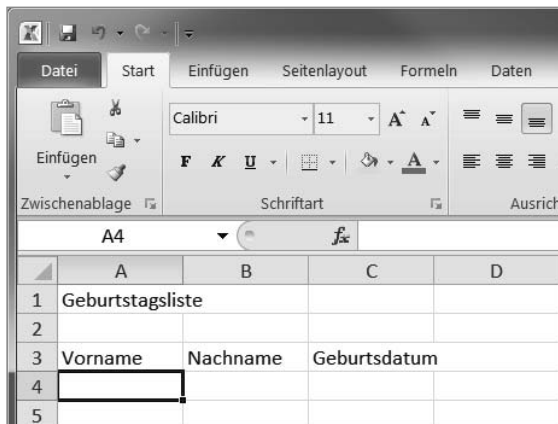 Datei Start Einfügen Seitenlayout Formeln Daten
Calibri 11 A A
Einfügen F K U A
Zwischenablage Schriftart Ausrich
A4 fx
A B C D
1 Geburtstagsliste
2
3 Vorname Nachname Geburtsdatum
4
5